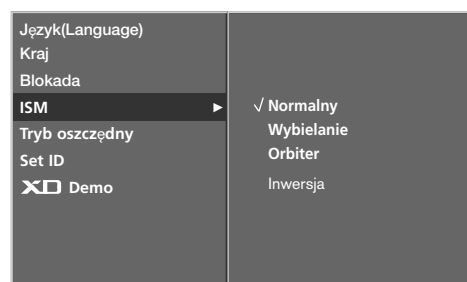 Język(Language)
Kraj
Blokada
ISM ►
Tryb oszczędny
Set ID
XD Demo
√ Normalny
Wybielanie
Orbiter
Inwersja